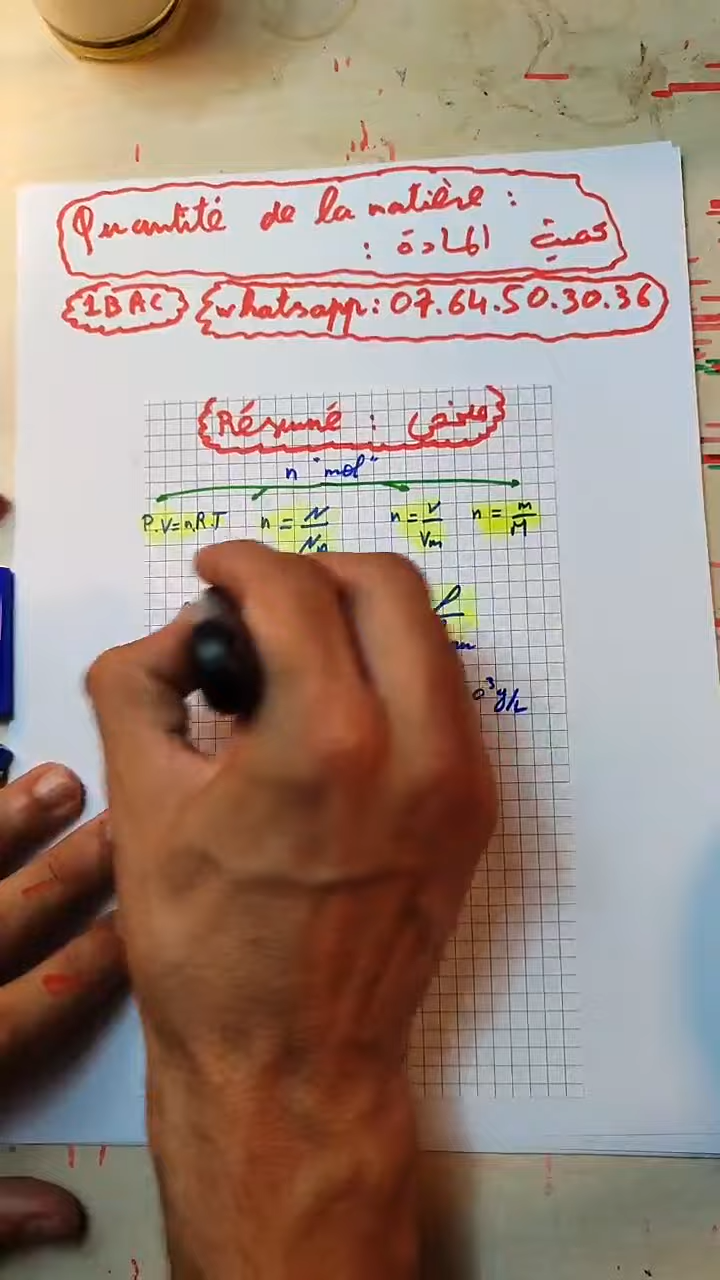 Quantité de la matière :
كمية المادة :
1BAC whatsapp: 07.64.50.30.36
Résumé : ملخص
n "mol"
P.V=n.R.T n = N/NA n = V/Vm n = m/M
g/L